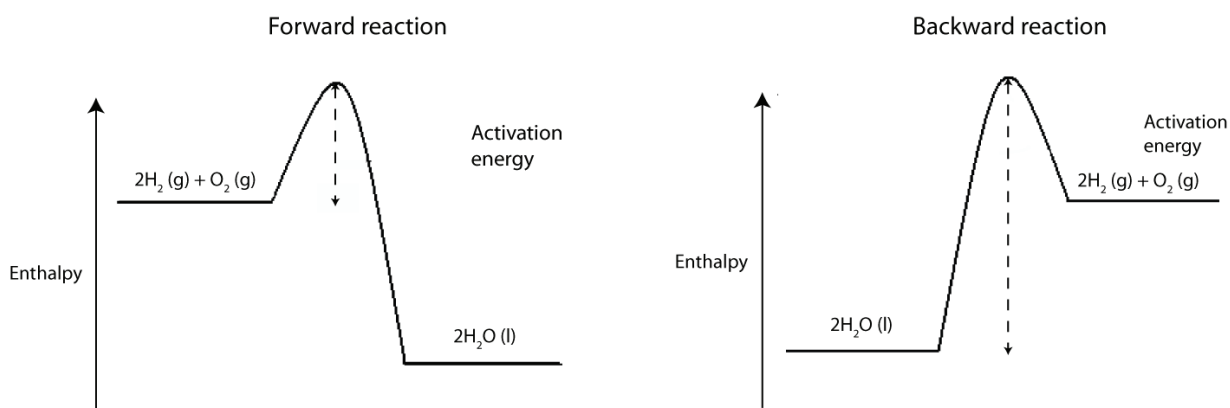 Forward reaction
Activation
energy
2H₂ (g) + O₂ (g)
Enthalpy
2H₂O (l)
Backward reaction
Activation
energy
2H₂ (g) + O₂ (g)
Enthalpy
2H₂O (l)